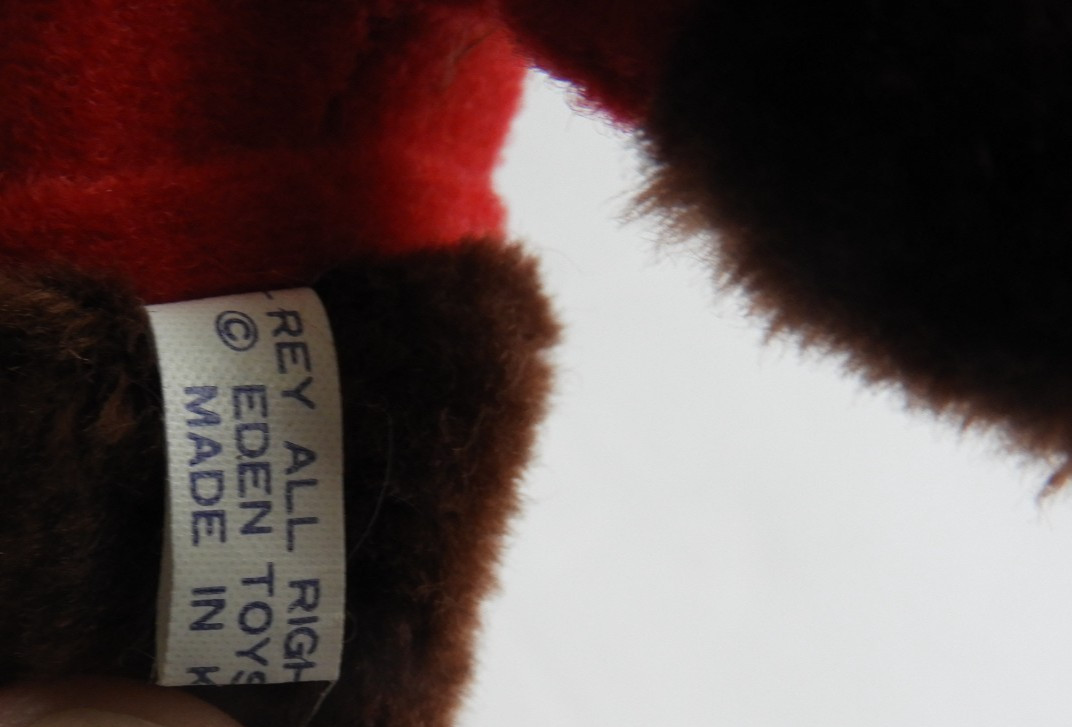 REY ALL RIGH
© EDEN TOYS
MADE IN K